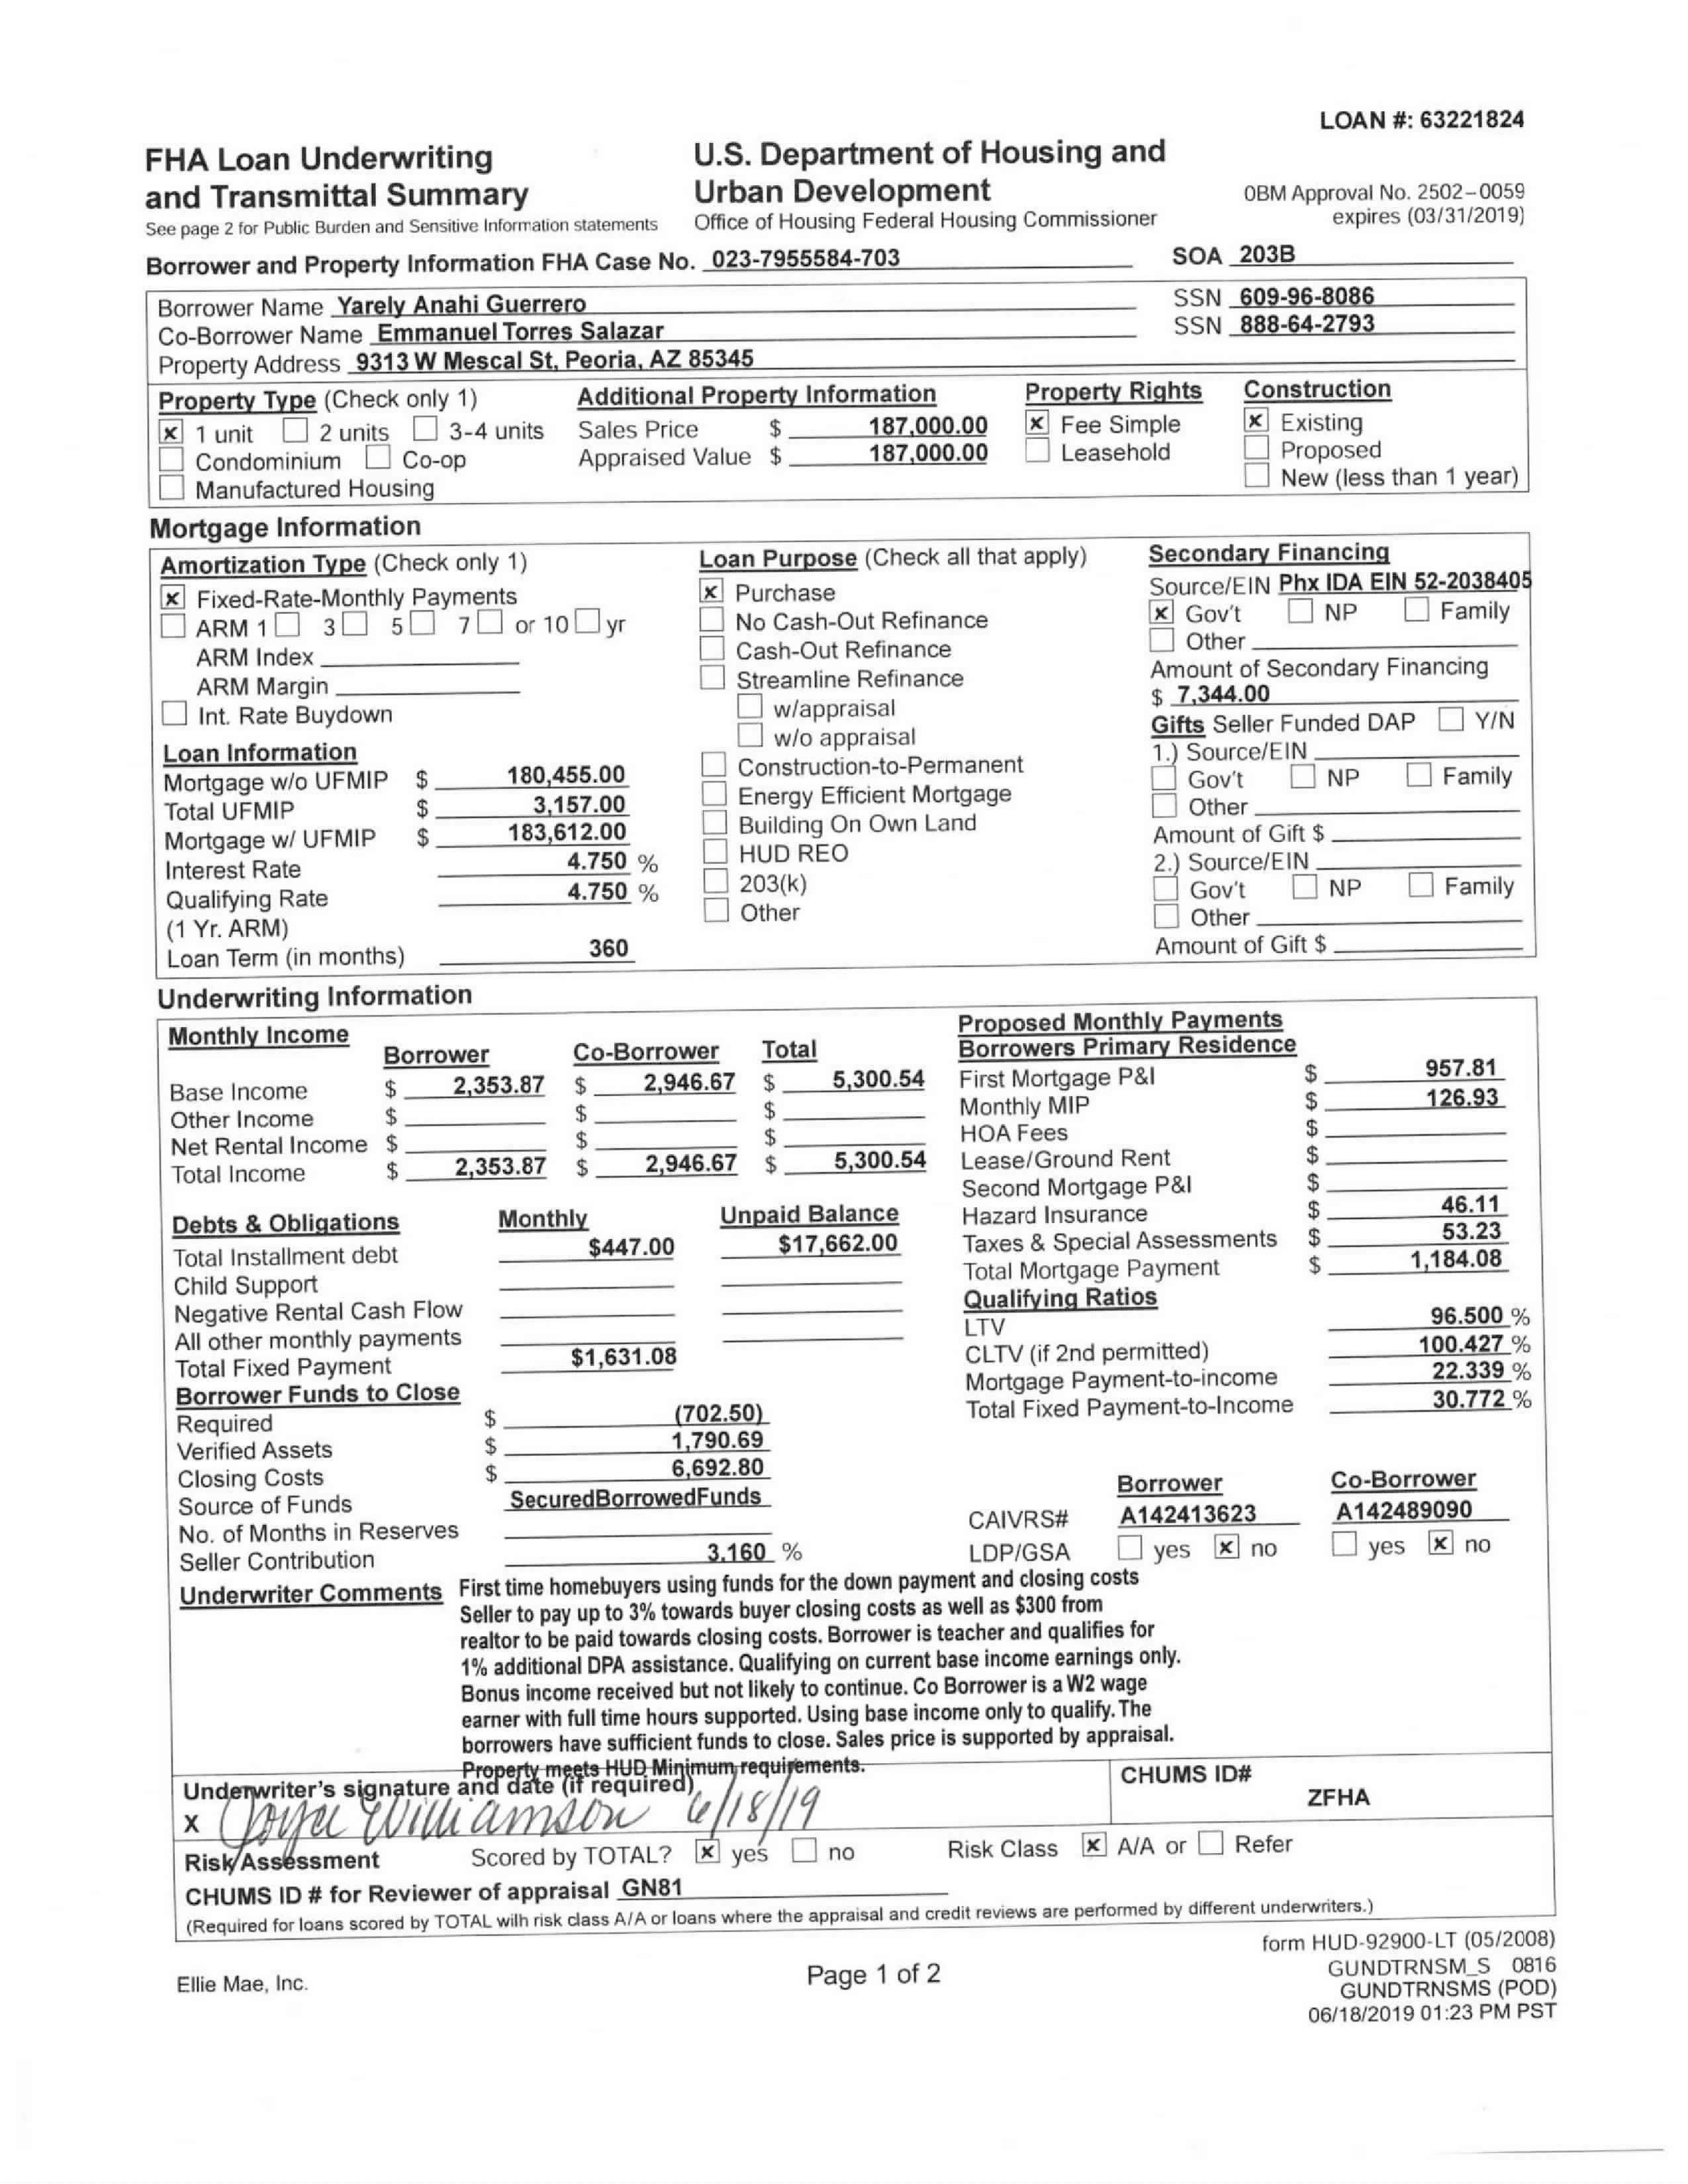 LOAN #: 63221824
FHA Loan Underwriting
and Transmittal Summary
See page 2 for Public Burden and Sensitive Information statements
U.S. Department of Housing and
Urban Development
Office of Housing Federal Housing Commissioner
OBM Approval No. 2502-0059
expires (03/31/2019)
Borrower and Property Information FHA Case No. 023-7955584-703 SOA 203B
Borrower Name Yarely Anahi Guerrero SSN 609-96-8086
Co-Borrower Name Emmanuel Torres Salazar SSN 888-64-2793
Property Address 9313 W Mescal St, Peoria, AZ 85345
Property Type (Check only 1)
x 1 unit 2 units 3-4 units
Condominium Co-op
Manufactured Housing
Additional Property Information
Sales Price $ 187,000.00
Appraised Value $ 187,000.00
Property Rights
x Fee Simple
Leasehold
Construction
x Existing
Proposed
New (less than 1 year)
Mortgage Information
Amortization Type (Check only 1)
x Fixed-Rate-Monthly Payments
ARM 1 3 5 7 or 10 yr
ARM Index
ARM Margin
Int. Rate Buydown
Loan Information
Mortgage w/o UFMIP $ 180,455.00
Total UFMIP $ 3,157.00
Mortgage w/ UFMIP $ 183,612.00
Interest Rate 4.750 %
Qualifying Rate 4.750 %
(1 Yr. ARM)
Loan Term (in months) 360
Loan Purpose (Check all that apply)
x Purchase
No Cash-Out Refinance
Cash-Out Refinance
Streamline Refinance
w/appraisal
w/o appraisal
Construction-to-Permanent
Energy Efficient Mortgage
Building On Own Land
HUD REO
203(k)
Other
Secondary Financing
Source/EIN Phx IDA EIN 52-2038405
x Gov't NP Family
Other
Amount of Secondary Financing
$ 7,344.00
Gifts Seller Funded DAP Y/N
1.) Source/EIN
Gov't NP Family
Other
Amount of Gift $
2.) Source/EIN
Gov't NP Family
Other
Amount of Gift $
Underwriting Information
Monthly Income
Borrower Co-Borrower Total
Base Income $ 2,353.87 $ 2,946.67 $ 5,300.54
Other Income $ $ $
Net Rental Income $ $ $
Total Income $ 2,353.87 $ 2,946.67 $ 5,300.54
Debts & Obligations Monthly Unpaid Balance
Total Installment debt $447.00 $17,662.00
Child Support
Negative Rental Cash Flow
All other monthly payments
Total Fixed Payment $1,631.08
Borrower Funds to Close
Required $ (702.50)
Verified Assets $ 1,790.69
Closing Costs $ 6,692.80
Source of Funds SecuredBorrowedFunds
No. of Months in Reserves
Seller Contribution 3.160 %
Proposed Monthly Payments
Borrowers Primary Residence
First Mortgage P&I $ 957.81
Monthly MIP $ 126.93
HOA Fees $
Lease/Ground Rent $
Second Mortgage P&I $
Hazard Insurance $ 46.11
Taxes & Special Assessments $ 53.23
Total Mortgage Payment $ 1,184.08
Qualifying Ratios
LTV 96.500 %
CLTV (if 2nd permitted) 100.427 %
Mortgage Payment-to-income 22.339 %
Total Fixed Payment-to-Income 30.772 %
Borrower Co-Borrower
CAIVRS# A142413623 A142489090
LDP/GSA yes x no yes x no
Underwriter Comments First time homebuyers using funds for the down payment and closing costs
Seller to pay up to 3% towards buyer closing costs as well as $300 from
realtor to be paid towards closing costs. Borrower is teacher and qualifies for
1% additional DPA assistance. Qualifying on current base income earnings only.
Bonus income received but not likely to continue. Co Borrower is a W2 wage
earner with full time hours supported. Using base income only to qualify. The
borrowers have sufficient funds to close. Sales price is supported by appraisal.
Property meets HUD Minimum requirements.
Underwriter's signature and date (if required)
X Joya Williamson 6/18/19
CHUMS ID#
ZFHA
Risk Assessment Scored by TOTAL? x yes no Risk Class x A/A or Refer
CHUMS ID # for Reviewer of appraisal GN81
(Required for loans scored by TOTAL wilh risk class A/A or loans where the appraisal and credit reviews are performed by different underwriters.)
form HUD-92900-LT (05/2008)
Ellie Mae, Inc.
Page 1 of 2
GUNDTRNSM_S 0816
GUNDTRNSMS (POD)
06/18/2019 01:23 PM PST